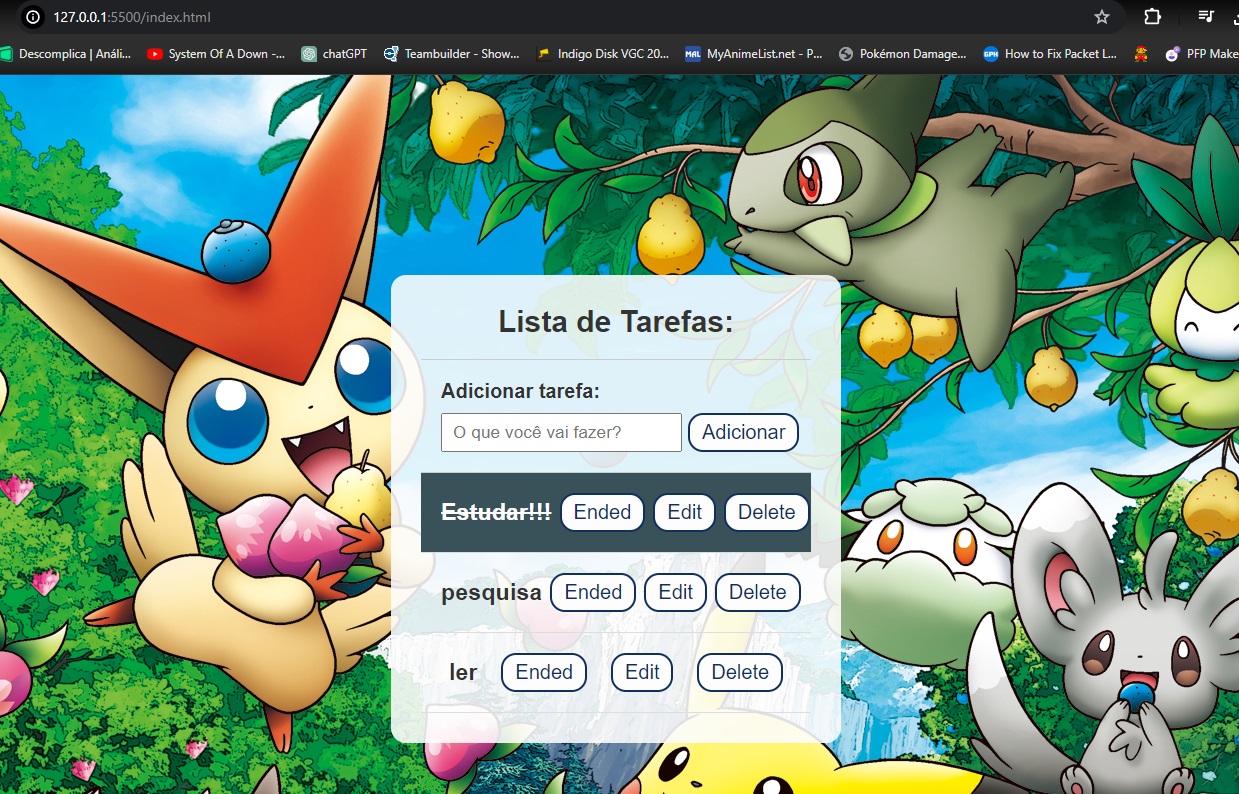 127.0.0.1:5500/index.html
Descomplica | Análi... System Of A Down -... chatGPT Teambuilder - Show... Indigo Disk VGC 20... MAL MyAnimeList.net - P... Pokémon Damage... GPH How to Fix Packet L... PFP Make
Lista de Tarefas:
Adicionar tarefa:
O que você vai fazer? Adicionar
Estudar!!! Ended Edit Delete
pesquisa Ended Edit Delete
ler Ended Edit Delete